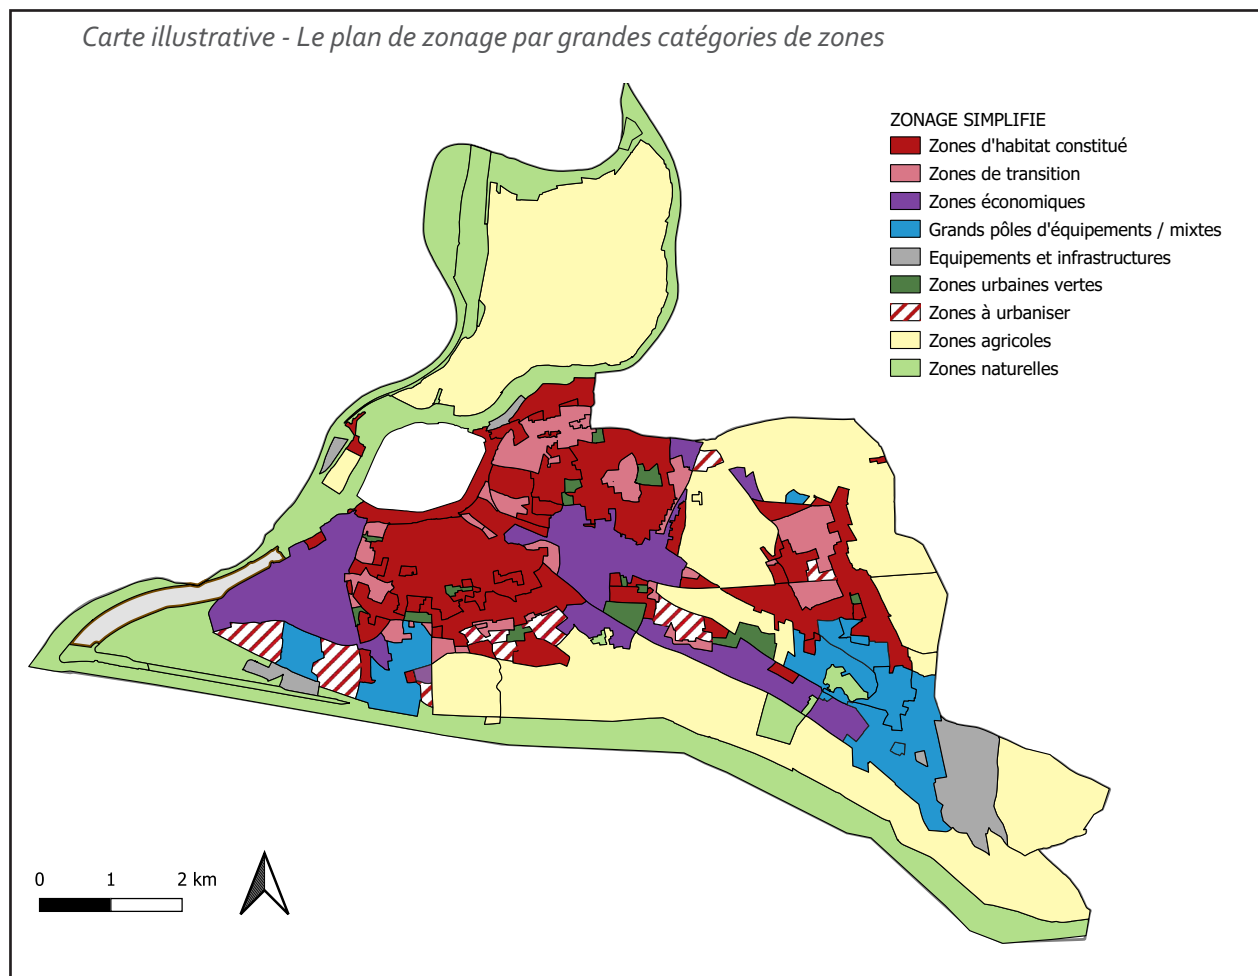 Carte illustrative - Le plan de zonage par grandes catégories de zones
ZONAGE SIMPLIFIE
Zones d'habitat constitué
Zones de transition
Zones économiques
Grands pôles d'équipements / mixtes
Equipements et infrastructures
Zones urbaines vertes
Zones à urbaniser
Zones agricoles
Zones naturelles
0 1 2 km